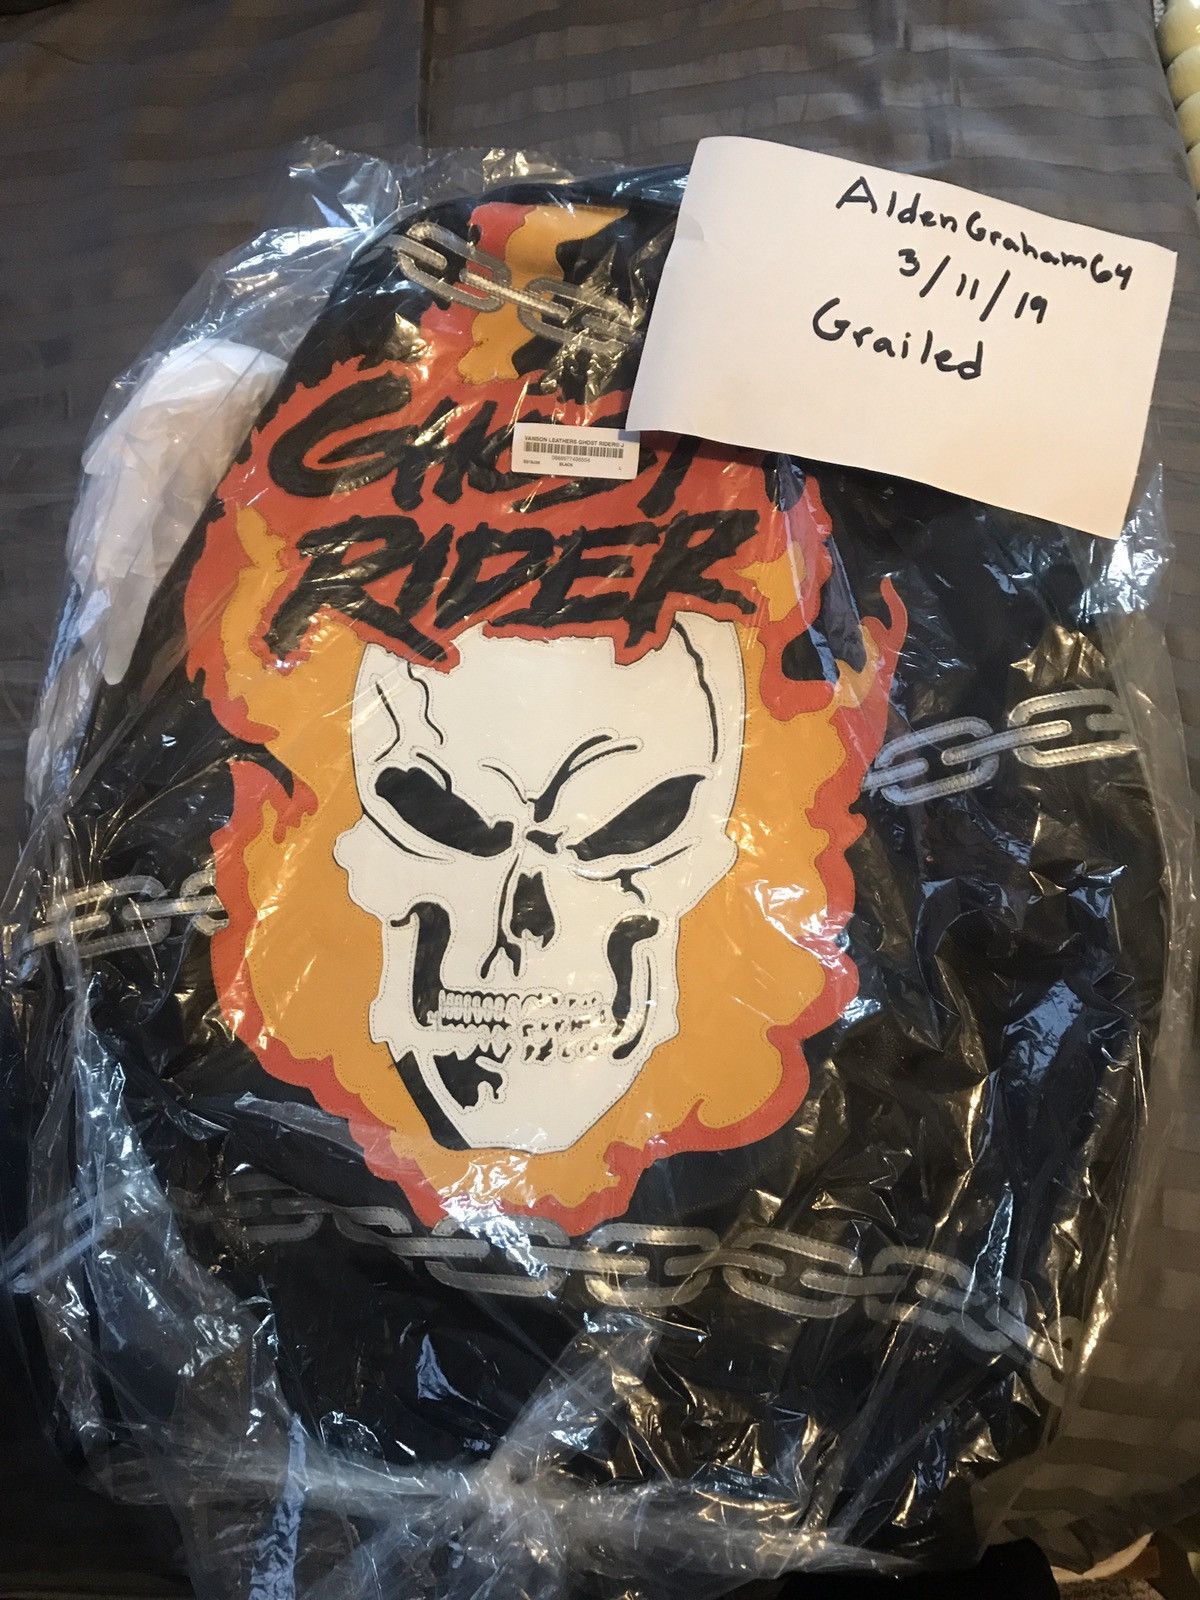 AldenGraham64
3/11/19
Grailed
GHOST
RIDER
VANSON LEATHERS GHOST RIDER® J
BLACK
L